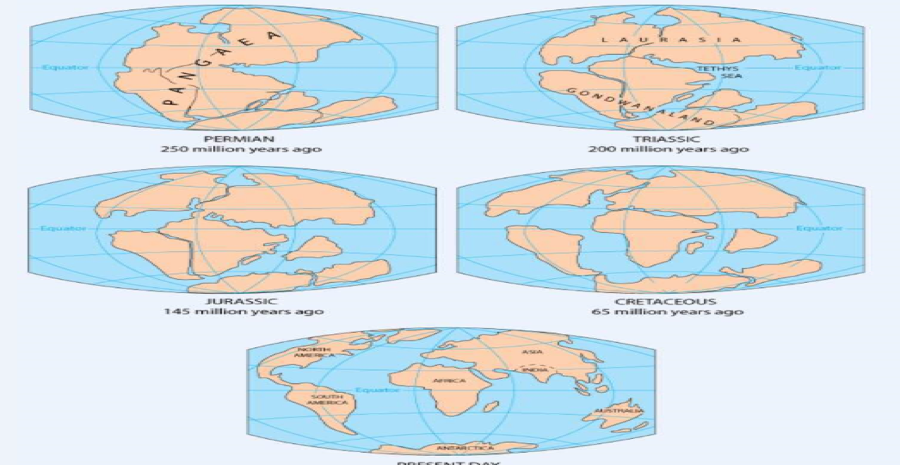 PANGAEA
Equator
PERMIAN
250 million years ago
LAURASIA
TETHYS
SEA
Equator
GONDWANALAND
TRIASSIC
200 million years ago
Equator
JURASSIC
145 million years ago
Equator
CRETACEOUS
65 million years ago
NORTH
AMERICA
ASIA
INDIA
AFRICA
Equator
SOUTH
AMERICA
AUSTRALIA
ANTARCTICA
PRESENT DAY